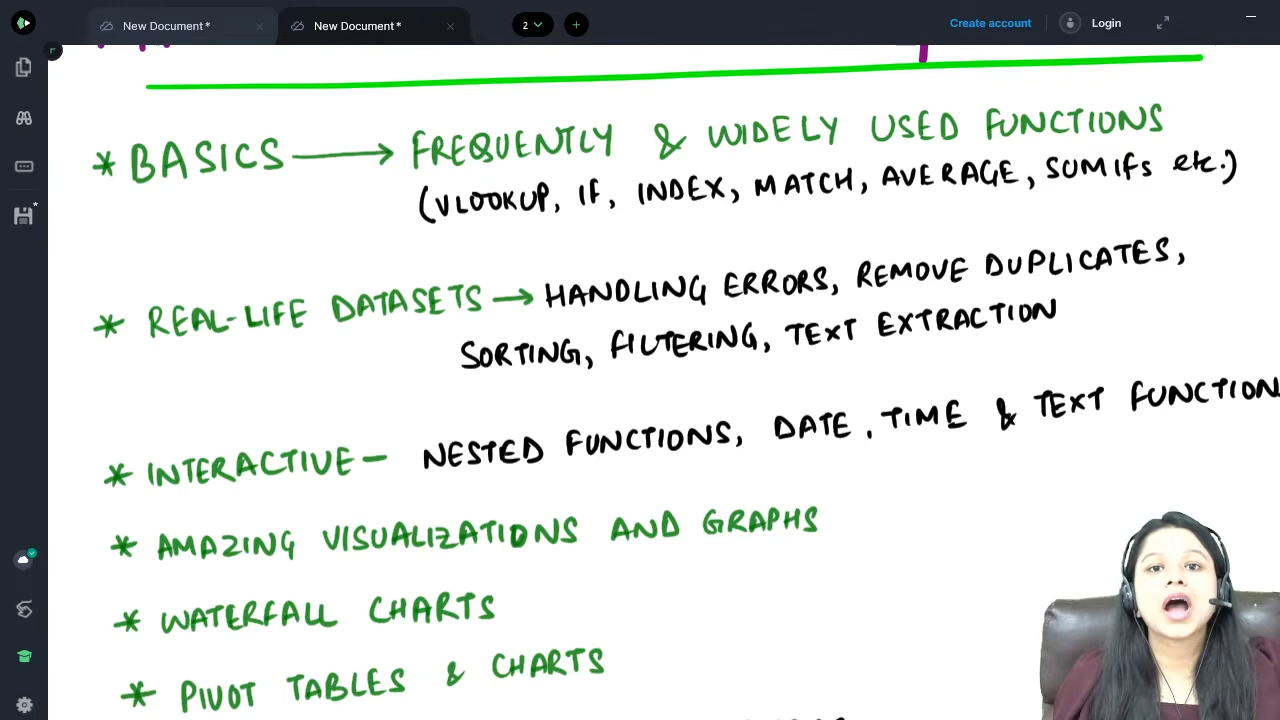 New Document*
New Document*
2
Create account
Login
* BASICS → FREQUENTLY & WIDELY USED FUNCTIONS
(VLOOKUP, IF, INDEX, MATCH, AVERAGE, SUMIFs etc.)
* REAL-LIFE DATASETS → HANDLING ERRORS, REMOVE DUPLICATES,
SORTING, FILTERING, TEXT EXTRACTION
* INTERACTIVE - NESTED FUNCTIONS, DATE, TIME & TEXT FUNCTION
* AMAZING VISUALIZATIONS AND GRAPHS
* WATERFALL CHARTS
* PIVOT TABLES & CHARTS